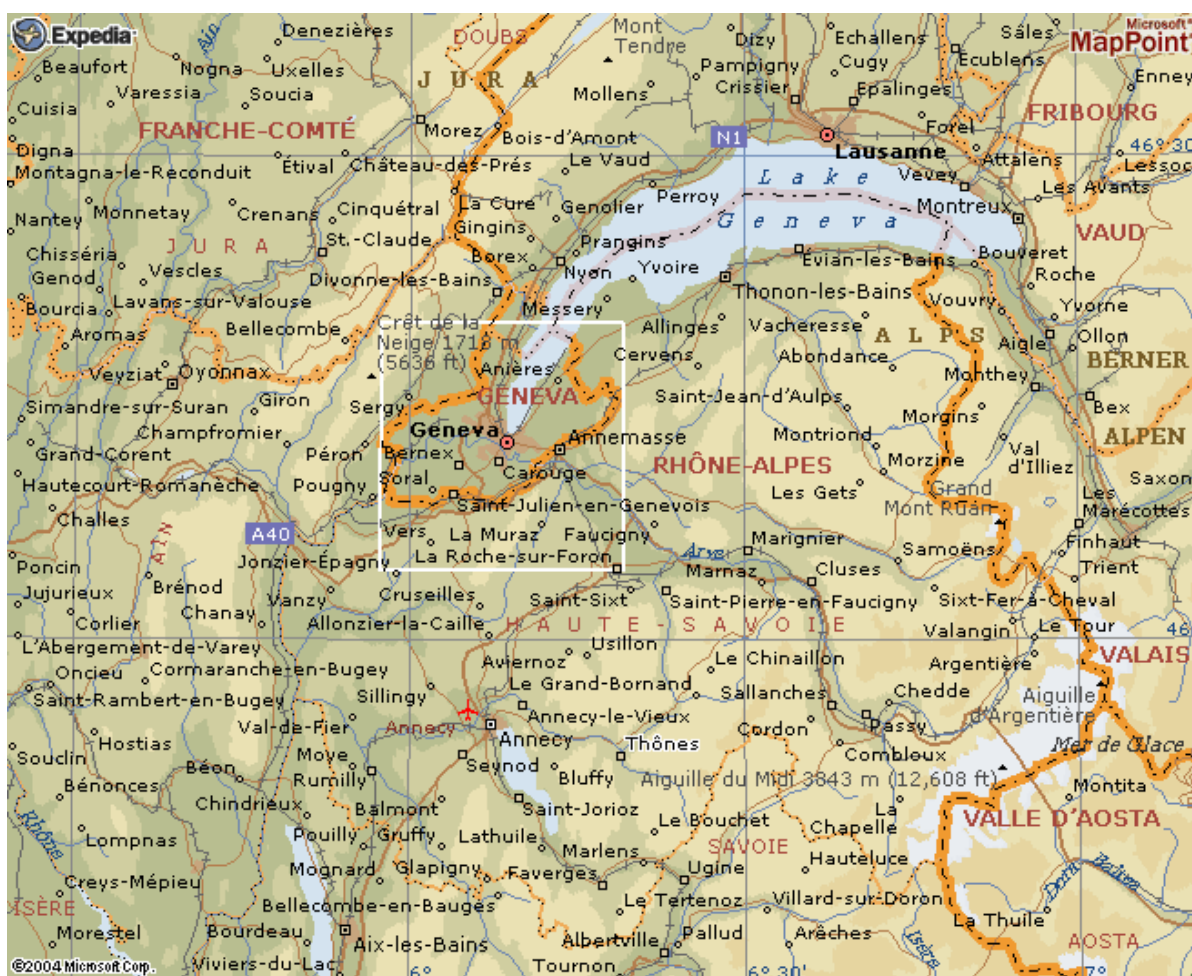 Expedia
Denezières
DOUBS
Mont
Tendre
Dizy
Echallens
Sâles
Microsoft®
MapPoint
Ain
Beaufort
Nogna
Uxelles
JURA
Pampigny
Cugy
Ecublens
Enney
Varessia
Soucia
Mollens
Crissier
Epalinges
Cuisia
FRANCHE-COMTÉ
Morez
Bois-d'Amont
N1
Lausanne
Forel
FRIBOURG
46° 30
Digna
Étival
Château-des-Prés
Le Vaud
Attalens
Lessoc
Montagna-le-Reconduit
Lake
Vevey
Les Avants
Nantey
Monnetay
Crenans
Cinquétral
La Cure
Genolier
Perroy
Geneva
Montreux
VAUD
JURA
St.-Claude
Gingins
Prangins
Chisséria
Genod
Vescles
Divonne-les-Bains
Borex
Nyon
Yvoire
Évian-les-Bains
Bouveret
Roche
Bourcia
Lavans-sur-Valouse
Messery
Thonon-les-Bains
Vouvry
Yvorne
Aromas
Bellecombe
Crêt de la
Neige 1718 m
(5636 ft)
Allinges
Vacheresse
ALPS
Aigle
Ollon
Veyziat
Oyonnax
Anières
Cervens
Abondance
Monthey
BERNER
ALPEN
Simandre-sur-Suran
Giron
Sergy
GENEVA
Saint-Jean-d'Aulps
Morgins
Bex
Champfromier
Geneva
Annemasse
Montriond
Val
d'Illiez
Grand-Corent
Péron
Bernex
Carouge
RHÔNE-ALPES
Morzine
Saxon
Hautecourt-Romanèche
Pougny
Soral
Saint-Julien-en-Genevois
Les Gets
Grand
Mont Ruan
Les
Marécottes
Challes
AIN
A40
Vers
La Muraz
Faucigny
Arve
Marignier
Samoëns
Finhaut
Poncin
Jonzier-Épagny
La Roche-sur-Foron
Marnaz
Cluses
Trient
Jujurieux
Brénod
Vanzy
Cruseilles
Saint-Sixt
Saint-Pierre-en-Faucigny
Sixt-Fer-à-Cheval
Corlier
Chanay
Allonzier-la-Caille
HAUTE-SAVOIE
Valangin
Le Tour
46
L'Abergement-de-Varey
Usillon
Argentière
VALAIS
Oncieu
Cormaranche-en-Bugey
Aviernoz
Le Chinaillon
Saint-Rambert-en-Bugey
Sillingy
Le Grand-Bornand
Sallanches
Chedde
Aiguille
d'Argentière
Val-de-Fier
Annecy
Annecy-le-Vieux
Cordon
Passy
Hostias
Annecy
Thônes
Combloux
Mer de Glace
Souclin
Béon
Moye
Rumilly
Seynod
Bluffy
Aiguille du Midi 3843 m (12,608 ft)
Montita
Bénonces
Chindrieux
Balmont
Saint-Jorioz
La
Chapelle
VALLE D'AOSTA
Rhône
Lompnas
Pouilly
Gruffy
Lathuile
Le Bouchet
SAVOIE
Hauteluce
Mognard
Glapigny
Marlens
Dora Baltea
Creys-Mépieu
Faverges
Ugine
ISÈRE
Bellecombe-en-Bauges
Le Tertenoz
Villard-sur-Doron
La Thuile
Morestel
Bourdeau
Aix-les-Bains
Albertville
Pallud
Arêches
Isère
AOSTA
©2004 Microsoft Corp.
Viviers-du-Lac
6°
Tournon
6° 30'
7°